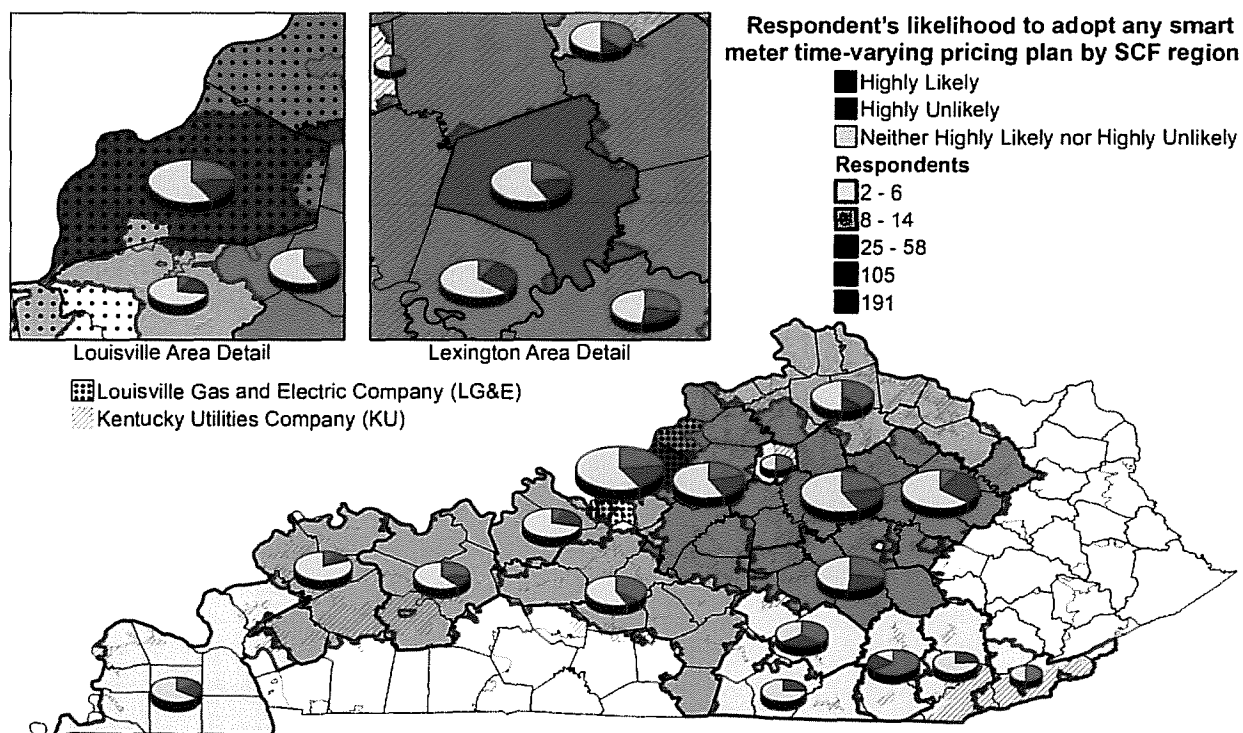 Respondent's likelihood to adopt any smart
meter time-varying pricing plan by SCF region
Highly Likely
Highly Unlikely
Neither Highly Likely nor Highly Unlikely
Respondents
2 - 6
8 - 14
25 - 58
105
191
Louisville Area Detail
Lexington Area Detail
Louisville Gas and Electric Company (LG&E)
Kentucky Utilities Company (KU)